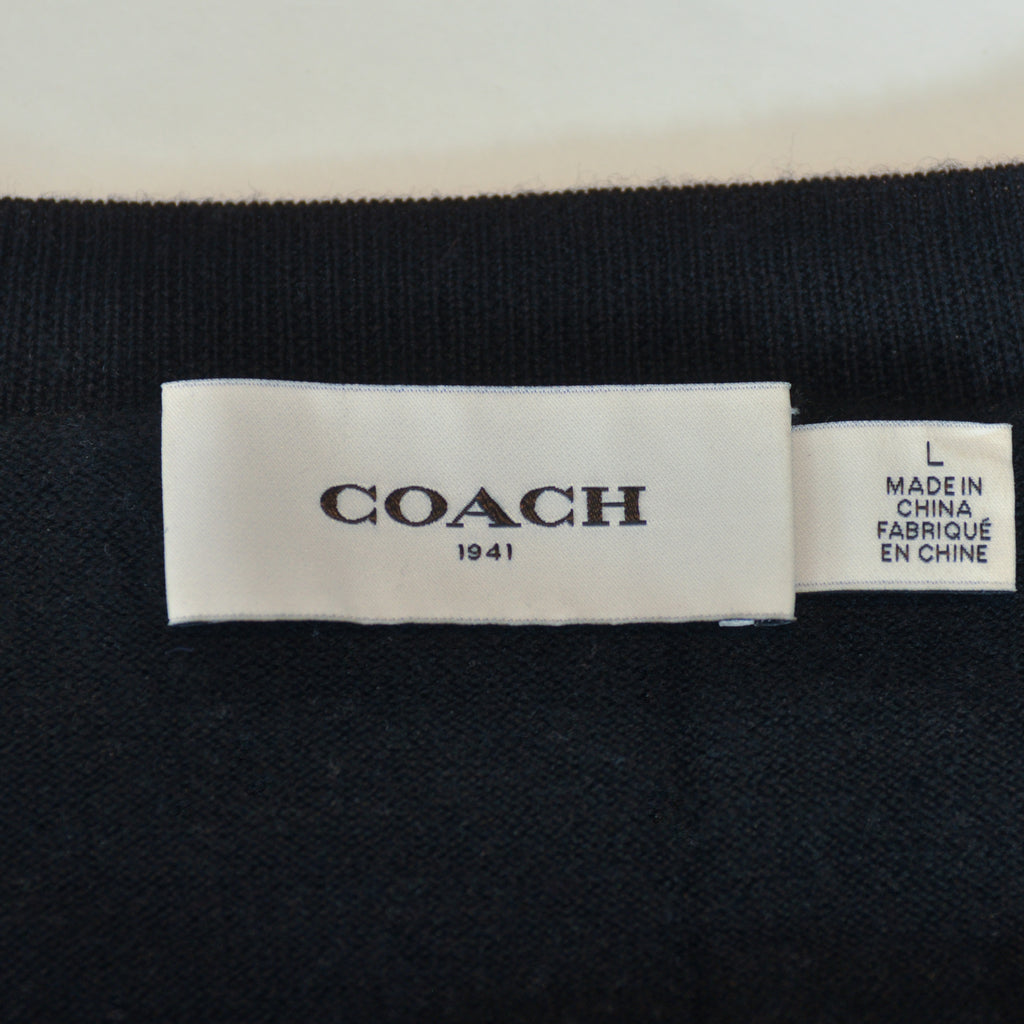 COACH
1941
L
MADE IN
CHINA
FABRIQUÉ
EN CHINE